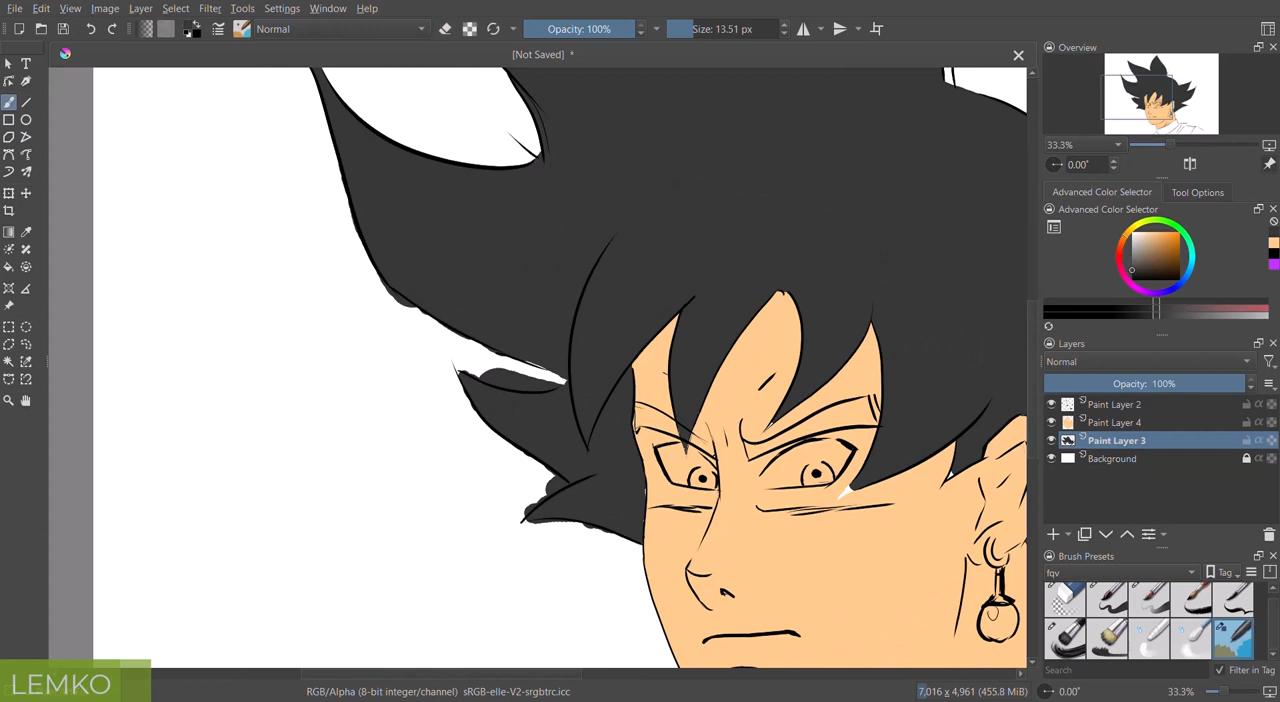 File Edit View Image Layer Select Filter Tools Settings Window Help
Normal Opacity: 100% Size: 13.51 px
[Not Saved] *
Overview
33.3%
0.00°
Advanced Color Selector Tool Options
Advanced Color Selector
Layers
Normal
Opacity: 100%
Paint Layer 2
Paint Layer 4
Paint Layer 3
Background
Brush Presets
fqv Tag
Search Filter in Tag
LEMKO
RGB/Alpha (8-bit integer/channel) sRGB-elle-V2-srgbtrc.icc 7,016 x 4,961 (455.8 MiB) 0.00° 33.3%